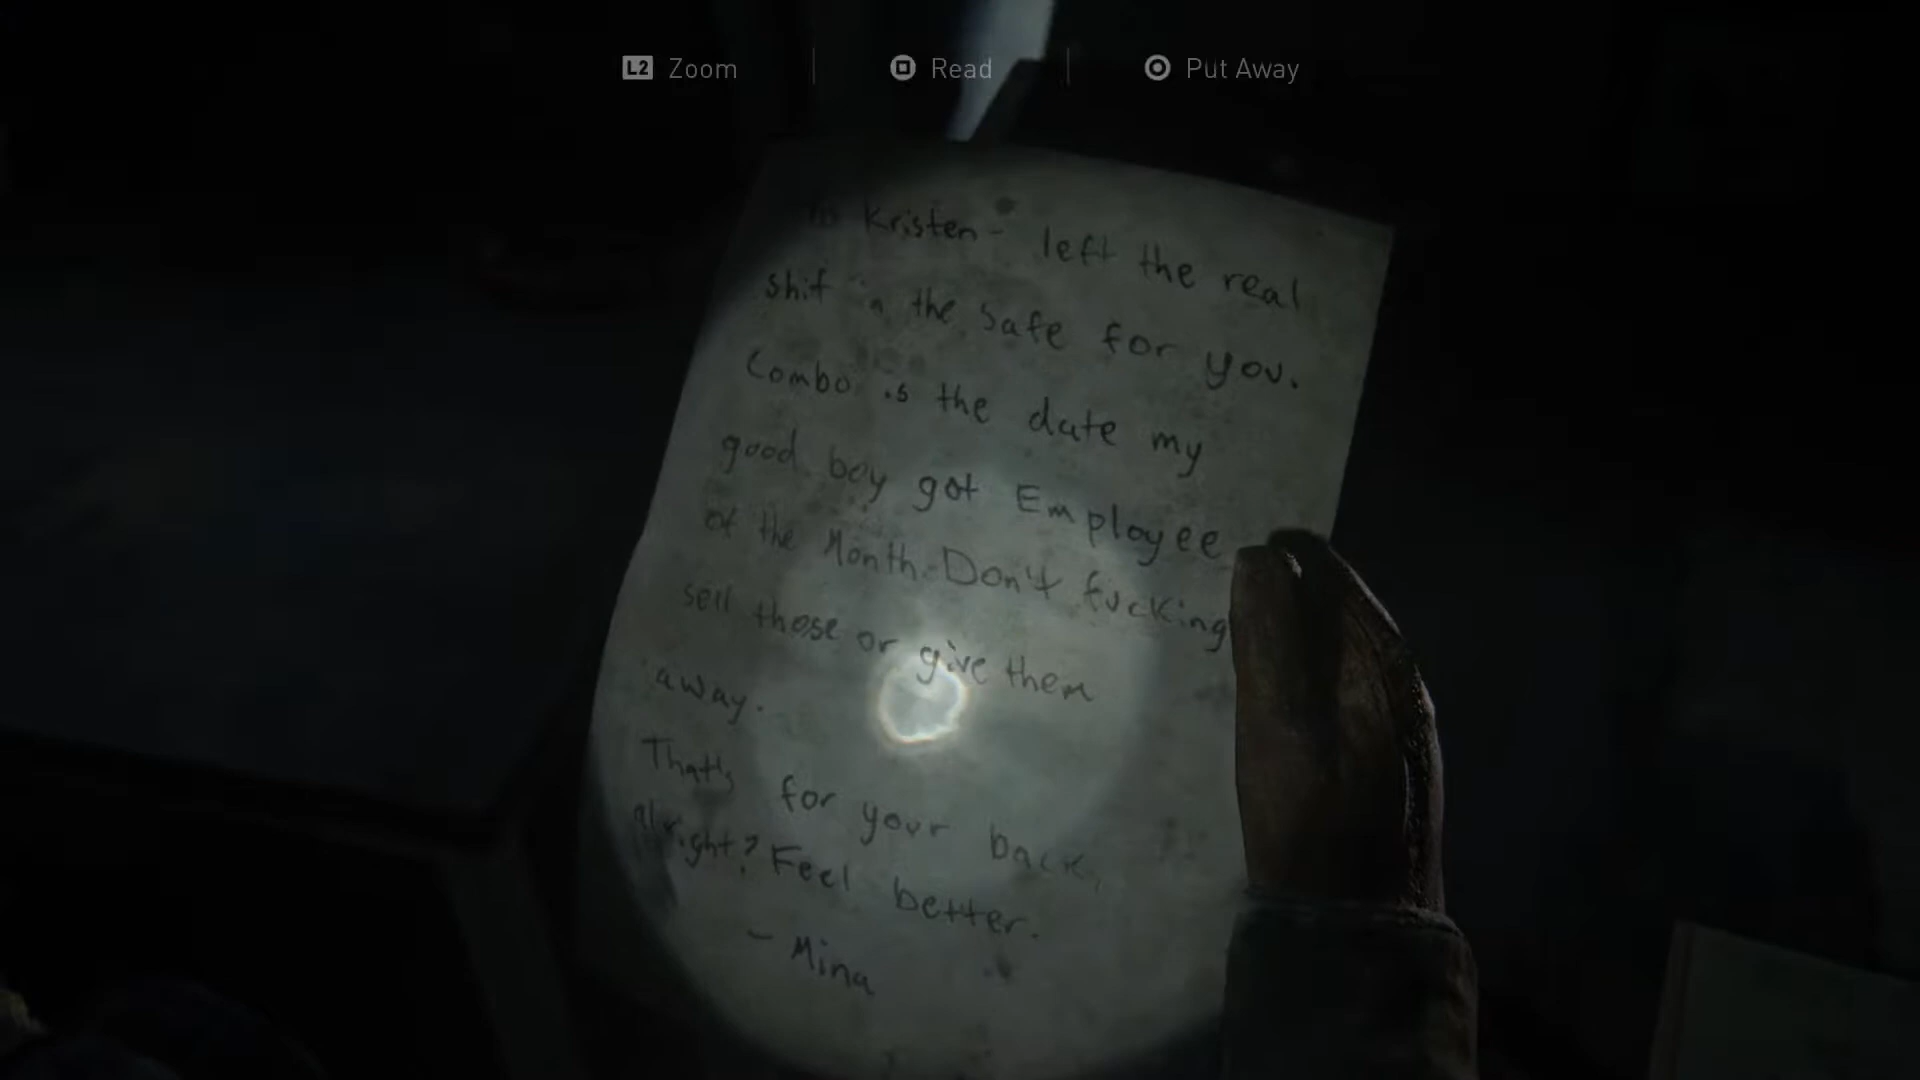 L2 Zoom Read Put Away
Kristen - left the real
shit in the safe for you.
Combo is the date my
good boy got Employee
of the Month. Don't fucking
sell those or give them
away.
That's for your back,
alright? Feel better.
- Mina